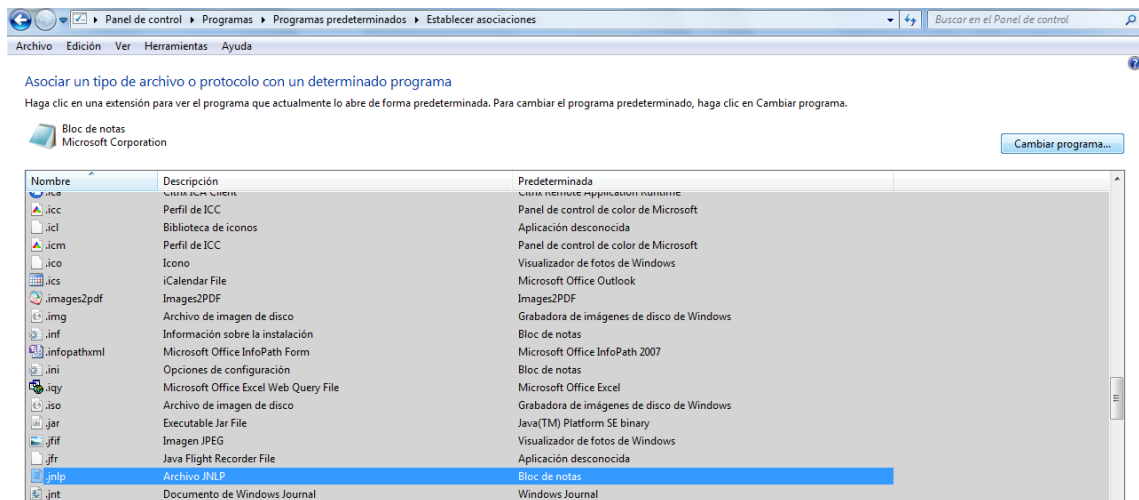 Panel de control ▸ Programas ▸ Programas predeterminados ▸ Establecer asociaciones
Buscar en el Panel de control
Archivo Edición Ver Herramientas Ayuda
Asociar un tipo de archivo o protocolo con un determinado programa
Haga clic en una extensión para ver el programa que actualmente lo abre de forma predeterminada. Para cambiar el programa predeterminado, haga clic en Cambiar programa.
Bloc de notas
Microsoft Corporation
Cambiar programa...
Nombre Descripción Predeterminada
.ica Citrix ICA Client Citrix Remote Application Runtime
.icc Perfil de ICC Panel de control de color de Microsoft
.icl Biblioteca de iconos Aplicación desconocida
.icm Perfil de ICC Panel de control de color de Microsoft
.ico Icono Visualizador de fotos de Windows
.ics iCalendar File Microsoft Office Outlook
.images2pdf Images2PDF Images2PDF
.img Archivo de imagen de disco Grabadora de imágenes de disco de Windows
.inf Información sobre la instalación Bloc de notas
.infopathxml Microsoft Office InfoPath Form Microsoft Office InfoPath 2007
.ini Opciones de configuración Bloc de notas
.iqy Microsoft Office Excel Web Query File Microsoft Office Excel
.iso Archivo de imagen de disco Grabadora de imágenes de disco de Windows
.jar Executable Jar File Java(TM) Platform SE binary
.jfif Imagen JPEG Visualizador de fotos de Windows
.jfr Java Flight Recorder File Aplicación desconocida
.jnlp Archivo JNLP Bloc de notas
.jnt Documento de Windows Journal Windows Journal